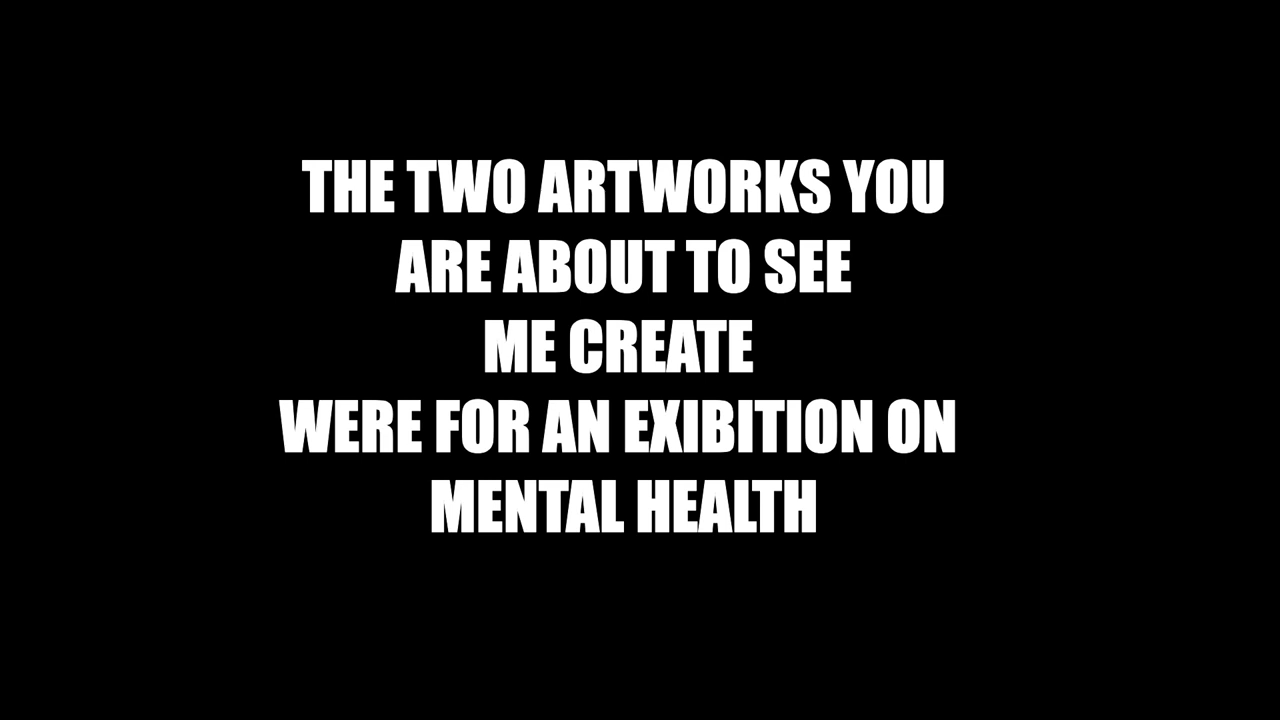 THE TWO ARTWORKS YOU
ARE ABOUT TO SEE
ME CREATE
WERE FOR AN EXIBITION ON
MENTAL HEALTH